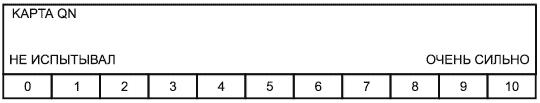 КАРТА QN
НЕ ИСПЫТЫВАЛ ОЧЕНЬ СИЛЬНО
0 1 2 3 4 5 6 7 8 9 10